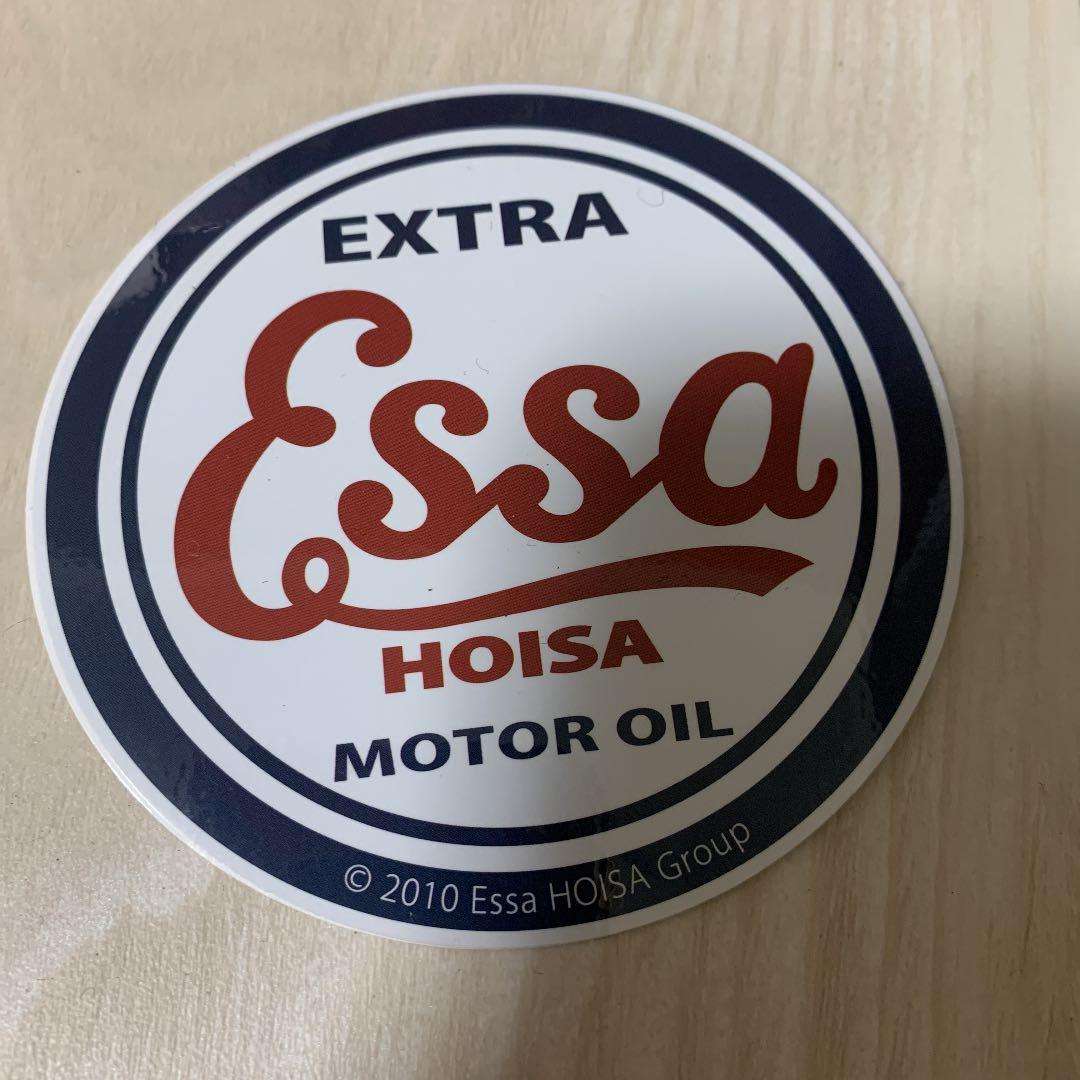 EXTRA
Essa
HOISA
MOTOR OIL
© 2010 Essa HOISA Group